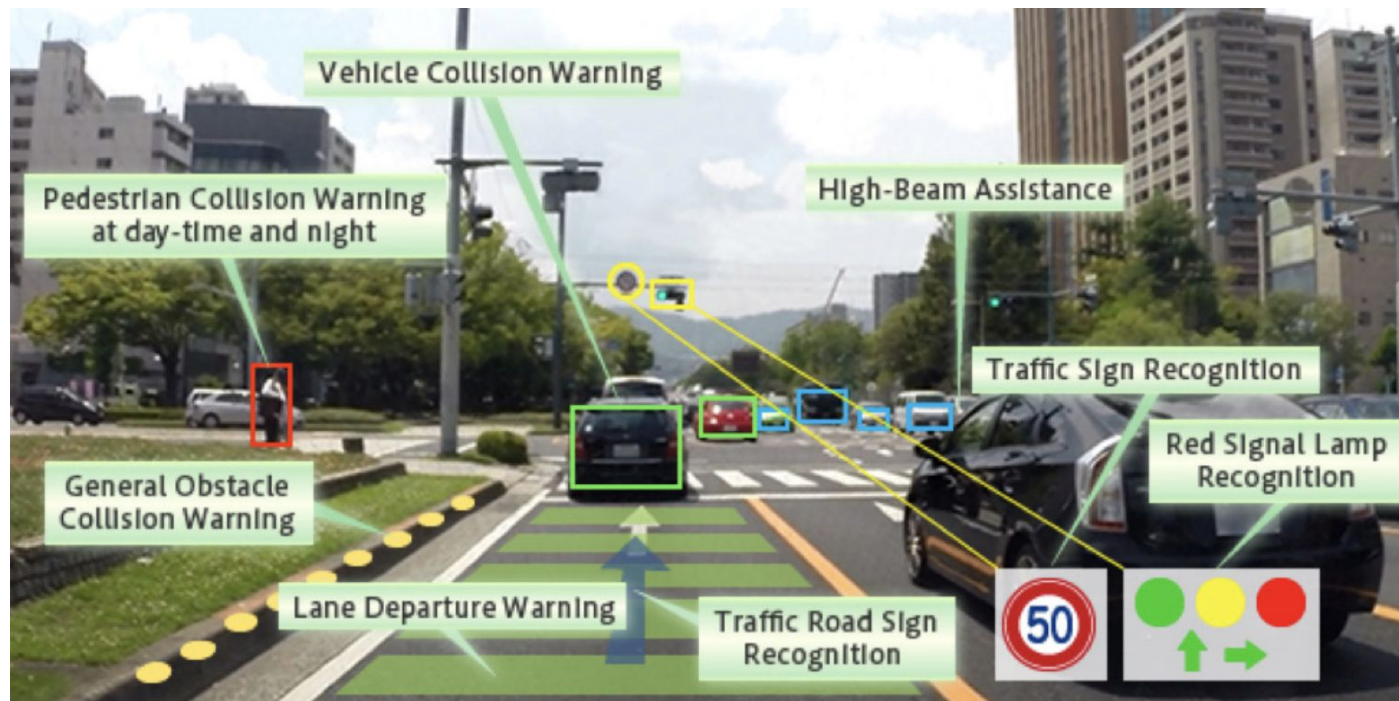 Vehicle Collision Warning
Pedestrian Collision Warning
at day-time and night
High-Beam Assistance
Traffic Sign Recognition
Red Signal Lamp
Recognition
General Obstacle
Collision Warning
Lane Departure Warning
Traffic Road Sign
Recognition
50